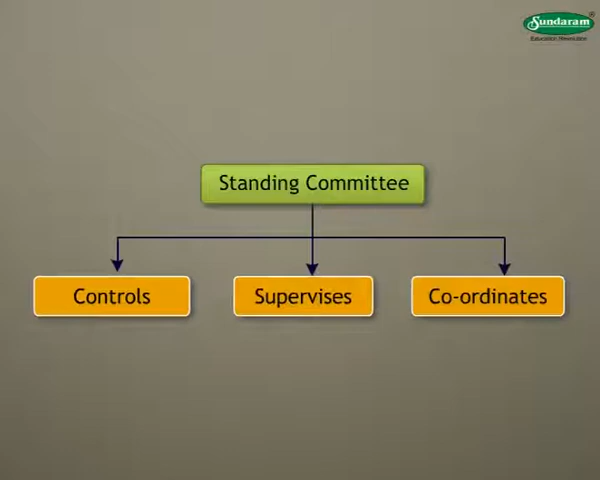 Sundaram
Standing Committee
Controls
Supervises
Co-ordinates